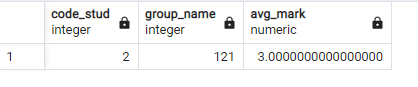 code_stud group_name avg_mark
integer integer numeric
1 2 121 3.0000000000000000